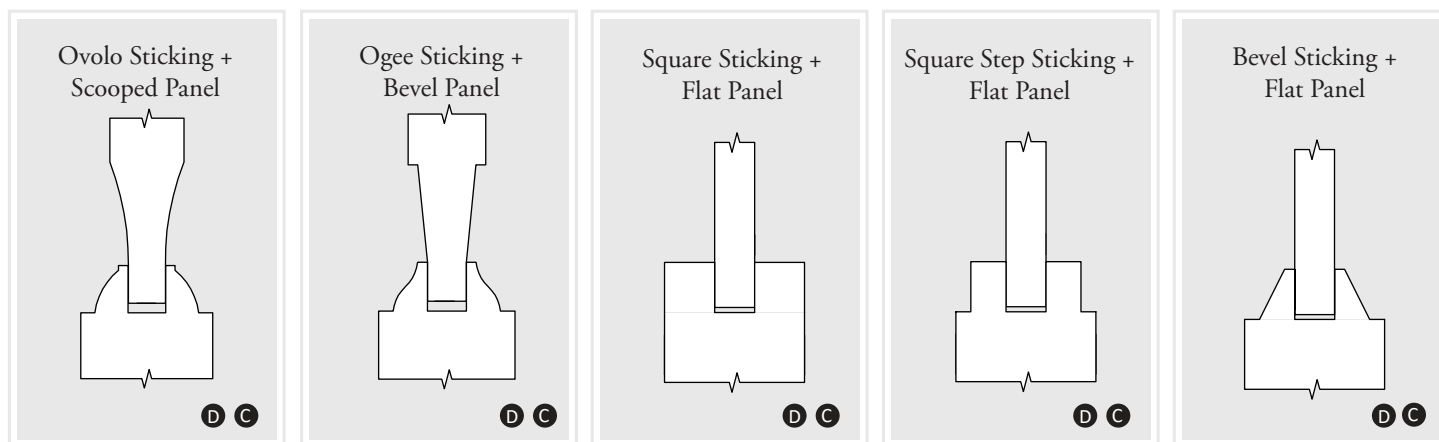 Ovolo Sticking +
Scooped Panel
D C
Ogee Sticking +
Bevel Panel
D C
Square Sticking +
Flat Panel
D C
Square Step Sticking +
Flat Panel
D C
Bevel Sticking +
Flat Panel
D C